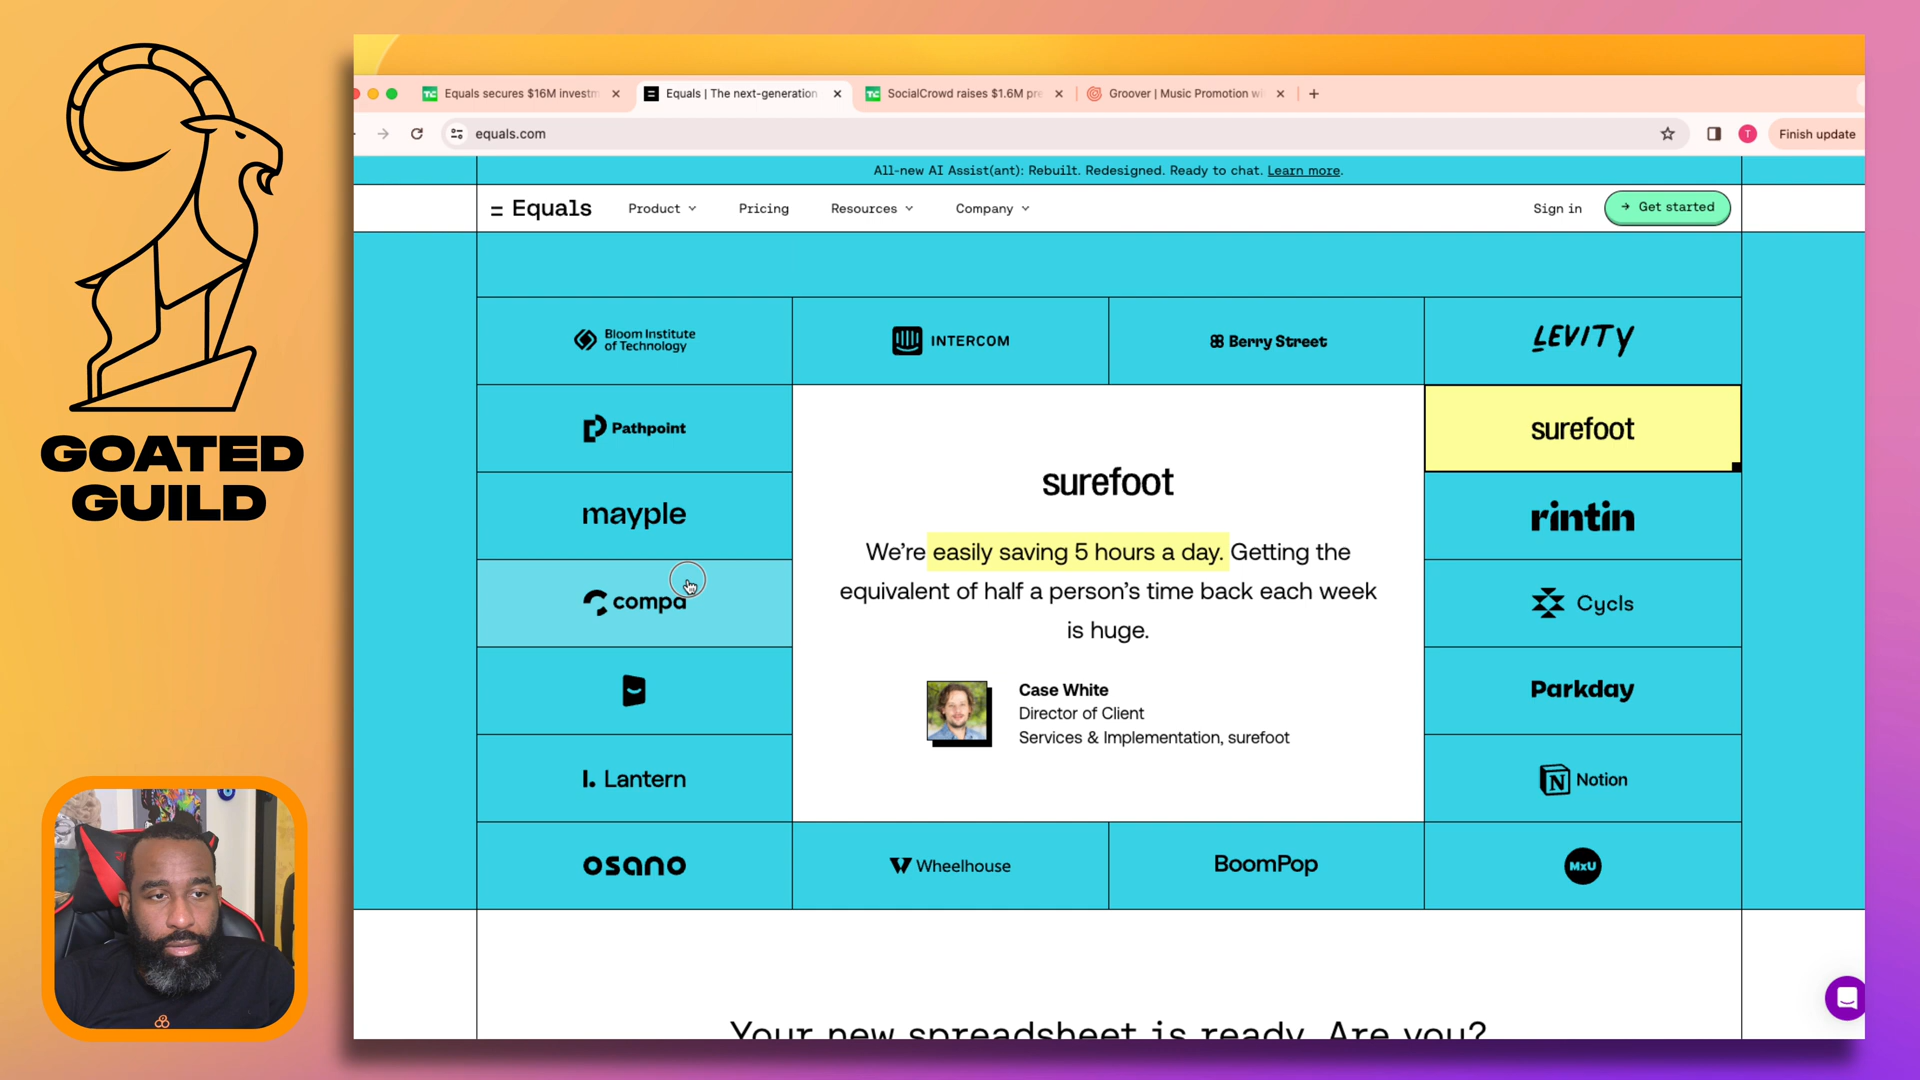 GOATED
GUILD
Equals secures $16M investm
Equals | The next-generation
SocialCrowd raises $1.6M pre
Groover | Music Promotion wi
equals.com
T
Finish update
All-new AI Assist(ant): Rebuilt. Redesigned. Ready to chat. Learn more.
Equals
Product
Pricing
Resources
Company
Sign in
Get started
Bloom Institute
of Technology
INTERCOM
Berry Street
LEVITY
Pathpoint
surefoot
mayple
surefoot
rintin
We're easily saving 5 hours a day. Getting the
equivalent of half a person's time back each week
is huge.
compa
Cycls
Case White
Director of Client
Services & Implementation, surefoot
Parkday
Lantern
Notion
osano
Wheelhouse
BoomPop
MxU
Your new spreadsheet is ready. Are you?